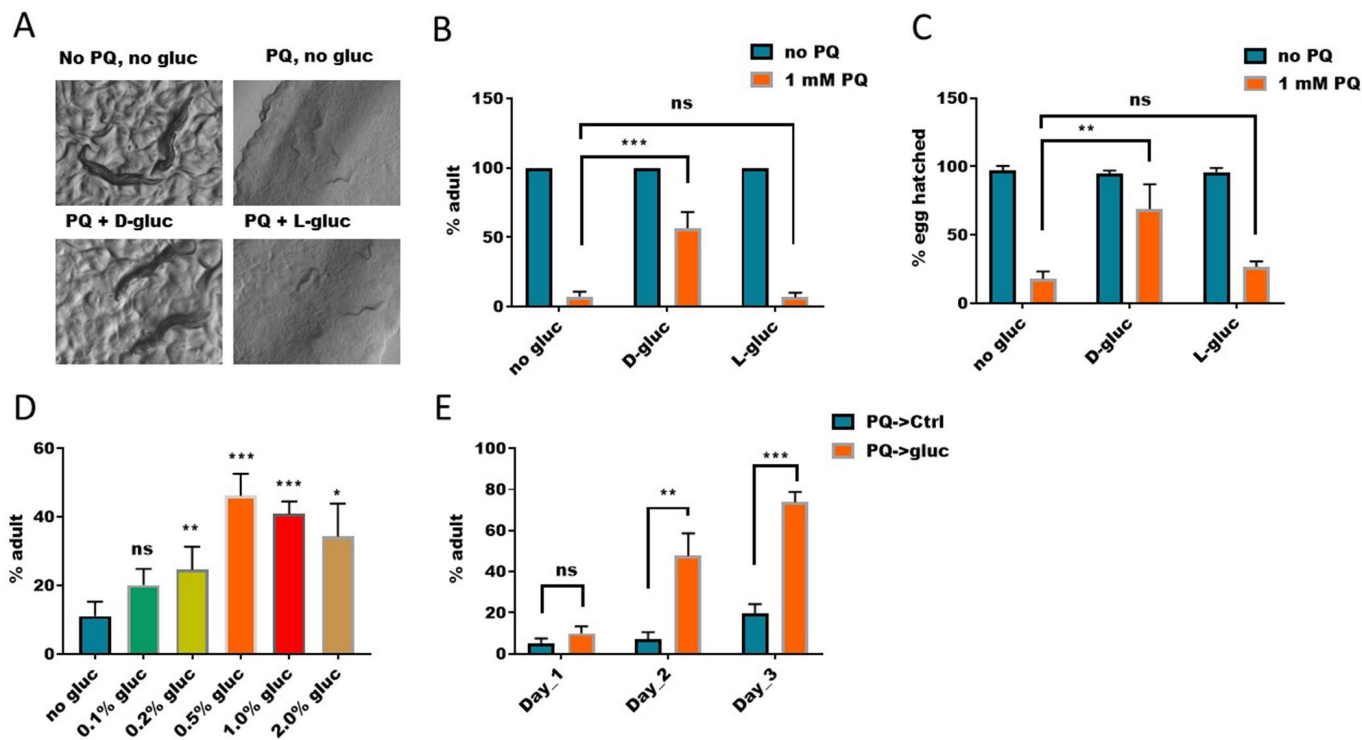 A
No PQ, no gluc
PQ, no gluc
PQ + D-gluc
PQ + L-gluc
B
no PQ
1 mM PQ
150
100
50
0
% adult
ns
***
no gluc
D-gluc
L-gluc
C
no PQ
1 mM PQ
150
100
50
0
% egg hatched
ns
**
no gluc
D-gluc
L-gluc
D
60
40
20
0
% adult
ns
**
***
***
*
no gluc
0.1% gluc
0.2% gluc
0.5% gluc
1.0% gluc
2.0% gluc
E
PQ->Ctrl
PQ->gluc
100
80
60
40
20
0
% adult
ns
**
***
Day_1
Day_2
Day_3